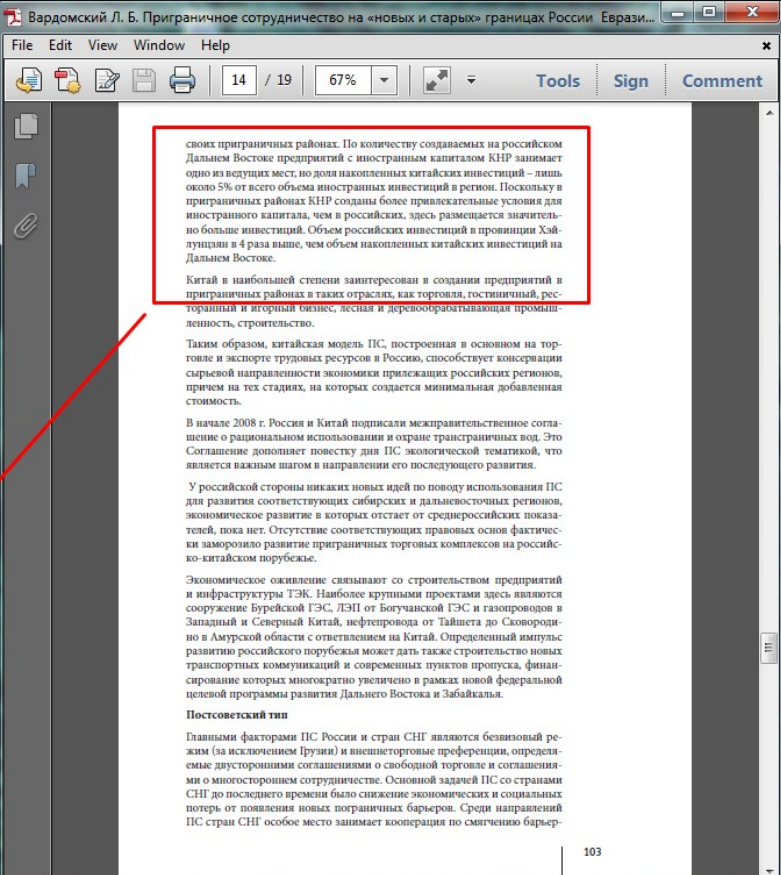 Вардомский Л. Б. Приграничное сотрудничество на «новых и старых» границах России Еврази...
File Edit View Window Help
14 / 19 67% Tools Sign Comment
своих приграничных районах. По количеству создаваемых на российском
Дальнем Востоке предприятий с иностранным капиталом КНР занимает
одно из ведущих мест, но доля накопленных китайских инвестиций – лишь
около 5% от всего объема иностранных инвестиций в регион. Поскольку в
приграничных районах КНР созданы более привлекательные условия для
иностранного капитала, чем в российских, здесь размещается значитель-
но больше инвестиций. Объем российских инвестиций в провинции Хэй-
лунцзян в 4 раза выше, чем объем накопленных китайских инвестиций на
Дальнем Востоке.
Китай в наибольшей степени заинтересован в создании предприятий в
приграничных районах в таких отраслях, как торговля, гостиничный, рес-
торанный и игорный бизнес, лесная и деревообрабатывающая промыш-
ленность, строительство.
Таким образом, китайская модель ПС, построенная в основном на тор-
говле и экспорте трудовых ресурсов в Россию, способствует консервации
сырьевой направленности экономики прилежащих российских регионов,
причем на тех стадиях, на которых создается минимальная добавленная
стоимость.
В начале 2008 г. Россия и Китай подписали межправительственное согла-
шение о рациональном использовании и охране трансграничных вод. Это
Соглашение дополняет повестку дня ПС экологической тематикой, что
является важным шагом в направлении его последующего развития.
У российской стороны никаких новых идей по поводу использования ПС
для развития соответствующих сибирских и дальневосточных регионов,
экономическое развитие в которых отстает от среднероссийских показа-
телей, пока нет. Отсутствие соответствующих правовых основ фактичес-
ки заморозило развитие приграничных торговых комплексов на российс-
ко-китайском порубежье.
Экономическое оживление связывают со строительством предприятий
и инфраструктуры ТЭК. Наиболее крупными проектами здесь являются
сооружение Бурейской ГЭС, ЛЭП от Богучанской ГЭС и газопроводов в
Западный и Северный Китай, нефтепровода от Тайшета до Сковороди-
но в Амурской области с ответвлением на Китай. Определенный импульс
развитию российского порубежья может дать также строительство новых
транспортных коммуникаций и современных пунктов пропуска, финан-
сирование которых многократно увеличено в рамках новой федеральной
целевой программы развития Дальнего Востока и Забайкалья.
Постсоветский тип
Главными факторами ПС России и стран СНГ являются безвизовый ре-
жим (за исключением Грузии) и внешнеторговые преференции, определя-
емые двусторонними соглашениями о свободной торговле и соглашения-
ми о многостороннем сотрудничестве. Основной задачей ПС со странами
СНГ до последнего времени было снижение экономических и социальных
потерь от появления новых пограничных барьеров. Среди направлений
ПС стран СНГ особое место занимает кооперация по смягчению барьер-
103